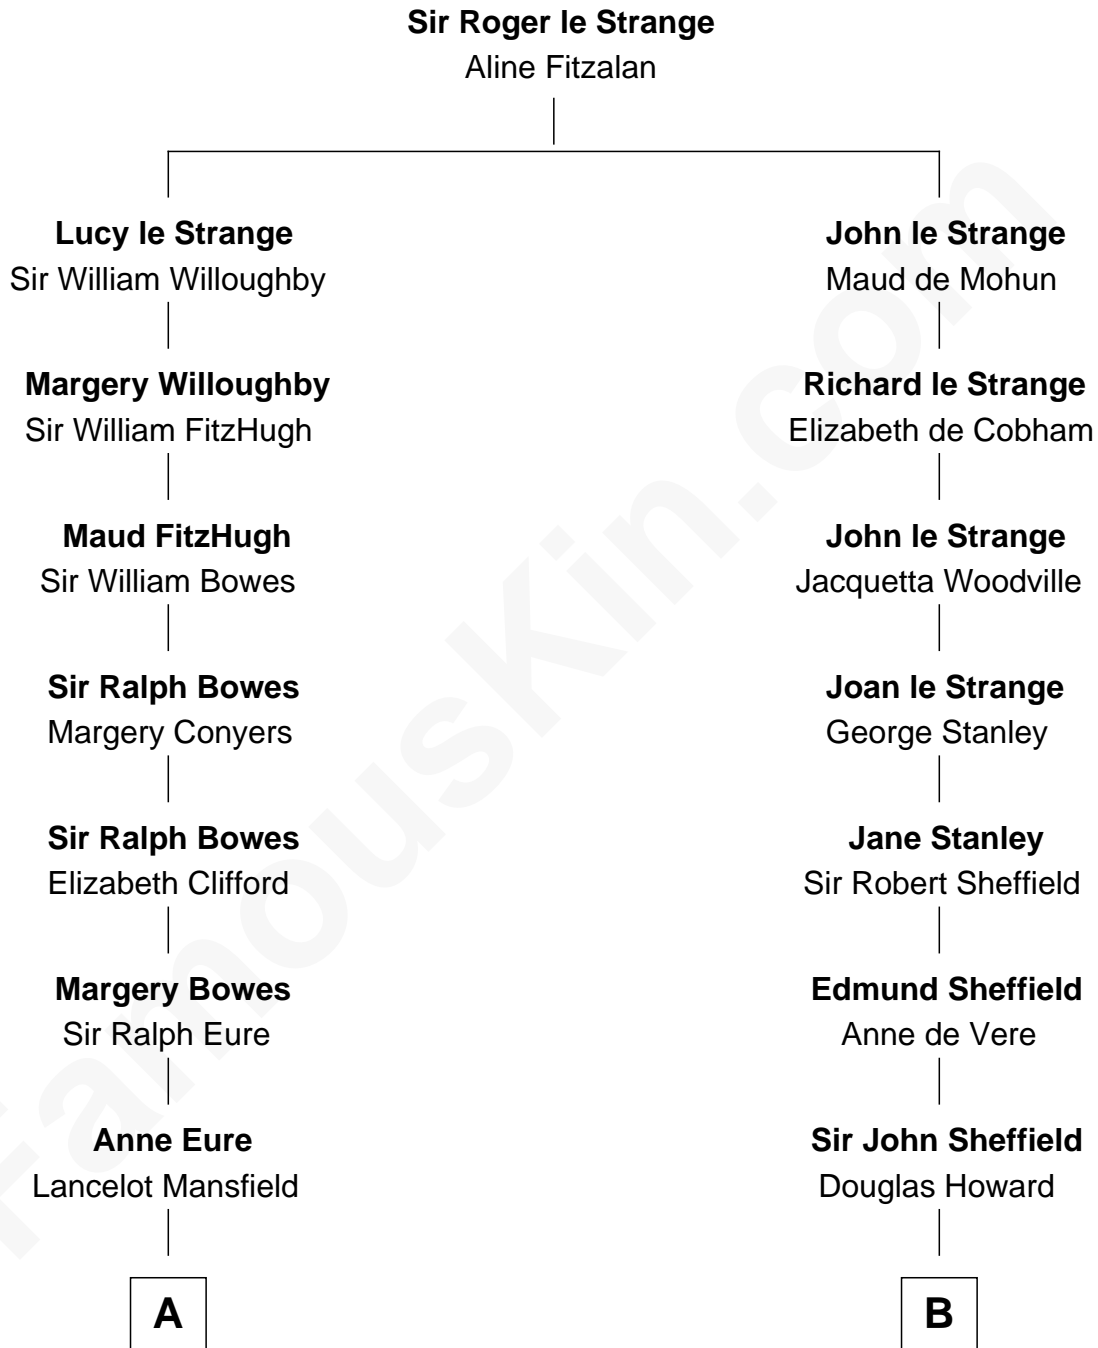 Sir Roger le Strange
Aline Fitzalan
Lucy le Strange
Sir William Willoughby
John le Strange
Maud de Mohun
Margery Willoughby
Sir William FitzHugh
Richard le Strange
Elizabeth de Cobham
Maud FitzHugh
Sir William Bowes
John le Strange
Jacquetta Woodville
Sir Ralph Bowes
Margery Conyers
Joan le Strange
George Stanley
Sir Ralph Bowes
Elizabeth Clifford
Jane Stanley
Sir Robert Sheffield
Margery Bowes
Sir Ralph Eure
Edmund Sheffield
Anne de Vere
Anne Eure
Lancelot Mansfield
Sir John Sheffield
Douglas Howard
A
B
FamousKin.com